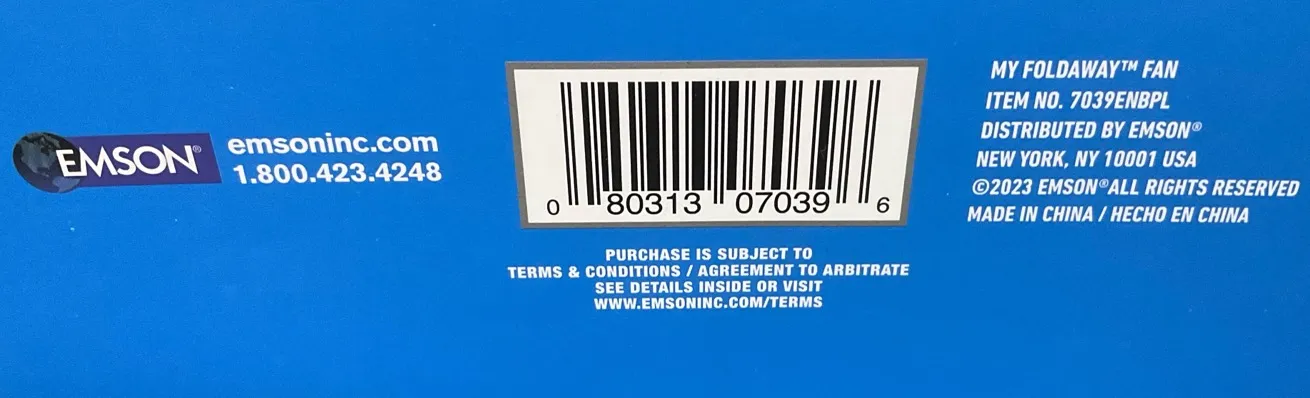 EMSON®
emsoninc.com
1.800.423.4248
0 80313 07039 6
PURCHASE IS SUBJECT TO
TERMS & CONDITIONS / AGREEMENT TO ARBITRATE
SEE DETAILS INSIDE OR VISIT
WWW.EMSONINC.COM/TERMS
MY FOLDAWAY™ FAN
ITEM NO. 7039ENBPL
DISTRIBUTED BY EMSON®
NEW YORK, NY 10001 USA
©2023 EMSON® ALL RIGHTS RESERVED
MADE IN CHINA / HECHO EN CHINA